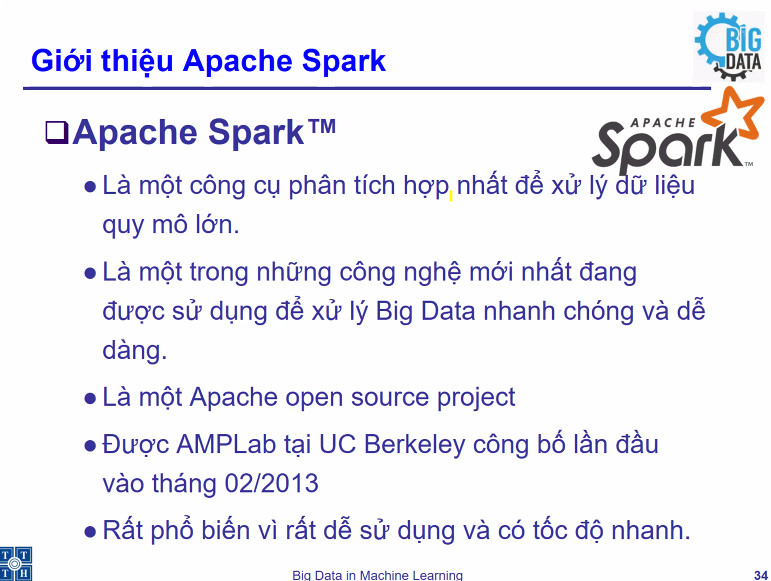 BIG
DATA
Giới thiệu Apache Spark
APACHE
Spark™
❑Apache Spark™
●Là một công cụ phân tích hợp nhất để xử lý dữ liệu
quy mô lớn.
●Là một trong những công nghệ mới nhất đang
được sử dụng để xử lý Big Data nhanh chóng và dễ
dàng.
●Là một Apache open source project
●Được AMPLab tại UC Berkeley công bố lần đầu
vào tháng 02/2013
●Rất phổ biến vì rất dễ sử dụng và có tốc độ nhanh.
T T
T H
Big Data in Machine Learning
34